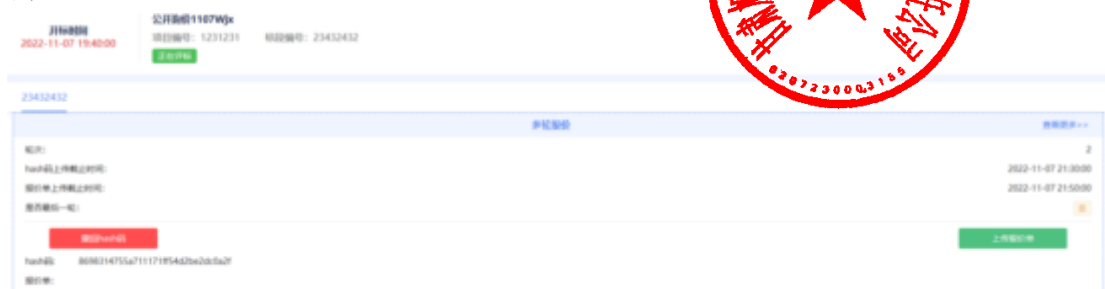 开标时间
2022-11-07 19:40:00
公开询价1107Wjx
项目编号：1231231 标段编号：23432432
正在评标
23432432
多轮报价
查看更多>>
轮次：
2
hash码上传截止时间：
2022-11-07 21:30:00
报价单上传截止时间：
2022-11-07 21:50:00
是否最后一轮：
撤回hash码
上传报价单
hash码：
报价单：